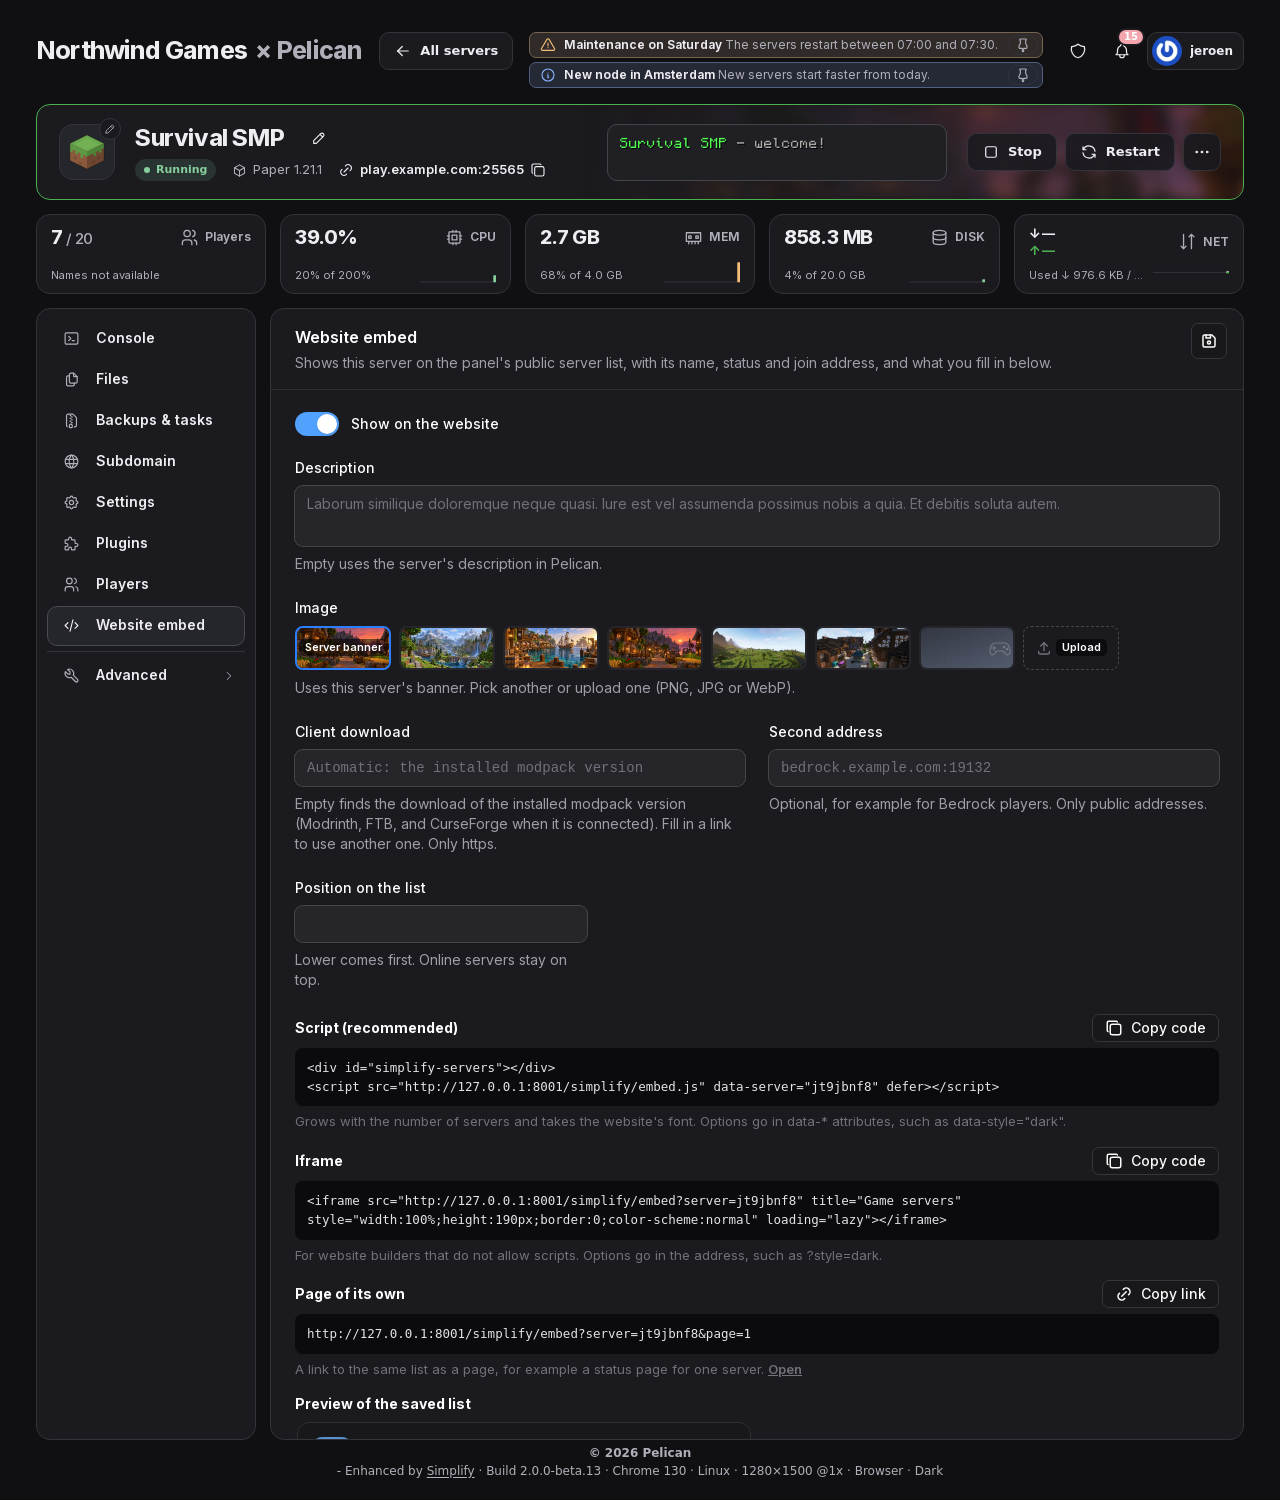 Northwind Games × Pelican
All servers
Maintenance on Saturday The servers restart between 07:00 and 07:30.
New node in Amsterdam New servers start faster from today.
15
jeroen
Survival SMP
Running
Paper 1.21.1
play.example.com:25565
Survival SMP - welcome!
Stop
Restart
7 / 20
Players
Names not available
39.0%
CPU
20% of 200%
2.7 GB
MEM
68% of 4.0 GB
858.3 MB
DISK
4% of 20.0 GB
↓—
↑—
NET
Used ↓ 976.6 KB / ...
Console
Files
Backups & tasks
Subdomain
Settings
Plugins
Players
Website embed
Advanced
Website embed
Shows this server on the panel's public server list, with its name, status and join address, and what you fill in below.
Show on the website
Description
Laborum similique doloremque neque quasi. Iure est vel assumenda possimus nobis a quia. Et debitis soluta autem.
Empty uses the server's description in Pelican.
Image
Server banner
Upload
Uses this server's banner. Pick another or upload one (PNG, JPG or WebP).
Client download
Automatic: the installed modpack version
Empty finds the download of the installed modpack version
(Modrinth, FTB, and CurseForge when it is connected). Fill in a link
to use another one. Only https.
Second address
bedrock.example.com:19132
Optional, for example for Bedrock players. Only public addresses.
Position on the list
Lower comes first. Online servers stay on
top.
Script (recommended)
Copy code
<div id="simplify-servers"></div>
<script src="http://127.0.0.1:8001/simplify/embed.js" data-server="jt9jbnf8" defer></script>
Grows with the number of servers and takes the website's font. Options go in data-* attributes, such as data-style="dark".
Iframe
Copy code
<iframe src="http://127.0.0.1:8001/simplify/embed?server=jt9jbnf8" title="Game servers"
style="width:100%;height:190px;border:0;color-scheme:normal" loading="lazy"></iframe>
For website builders that do not allow scripts. Options go in the address, such as ?style=dark.
Page of its own
Copy link
http://127.0.0.1:8001/simplify/embed?server=jt9jbnf8&page=1
A link to the same list as a page, for example a status page for one server. Open
Preview of the saved list
© 2026 Pelican
- Enhanced by Simplify · Build 2.0.0-beta.13 · Chrome 130 · Linux · 1280×1500 @1x · Browser · Dark